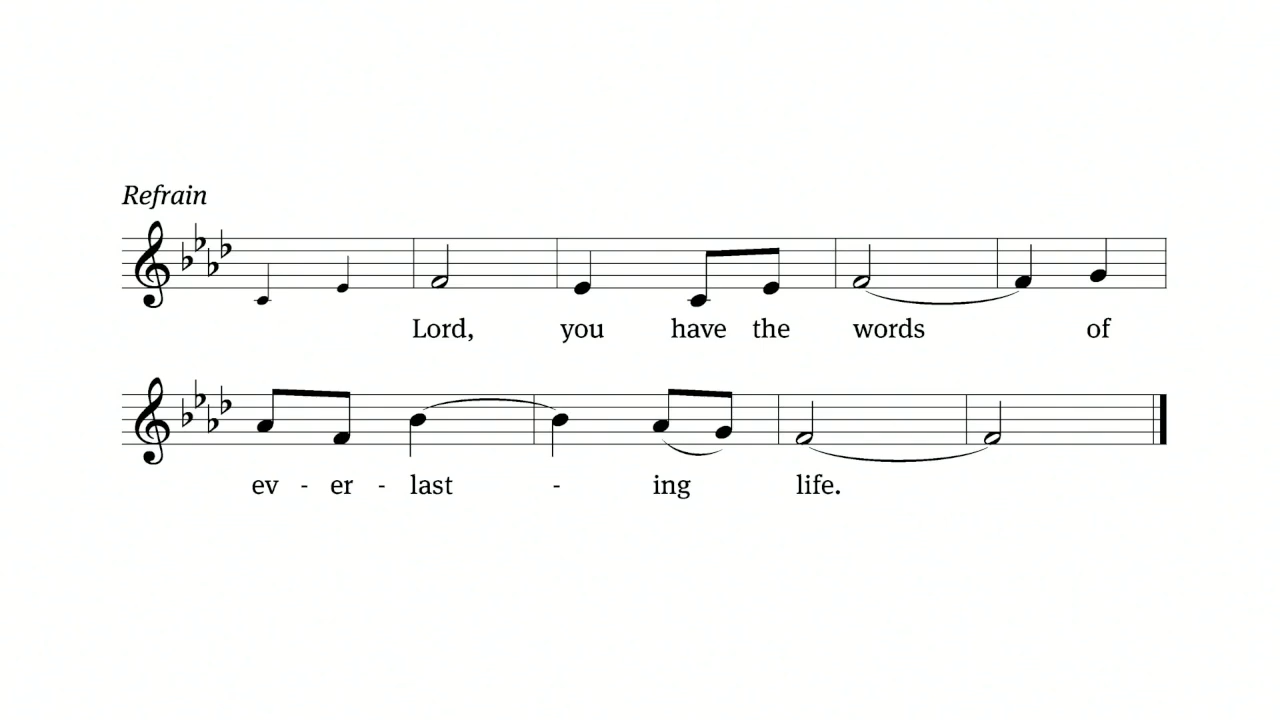 Refrain
Lord, you have the words of
ev - er - last - ing life.